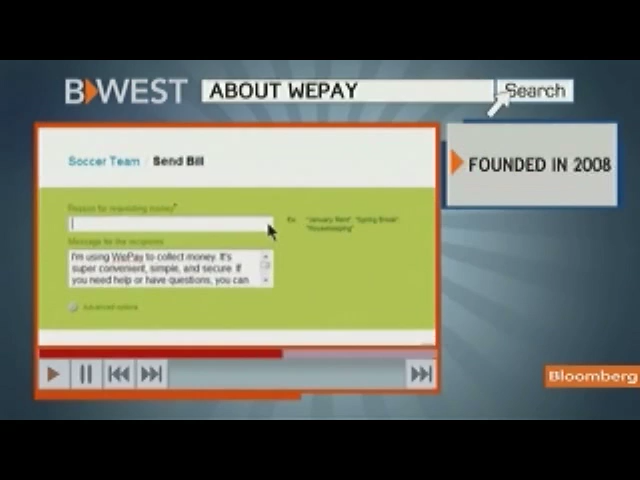 B WEST
ABOUT WEPAY
Search
Soccer Team / Send Bill
FOUNDED IN 2008
Reason for requesting money*
Ex: "January Rent", "Spring Break",
"Housekeeping"
Message for the recipients
I'm using WePay to collect money. It's
super convenient, simple, and secure. If
you need help or have questions, you can
Advanced options
Bloomberg